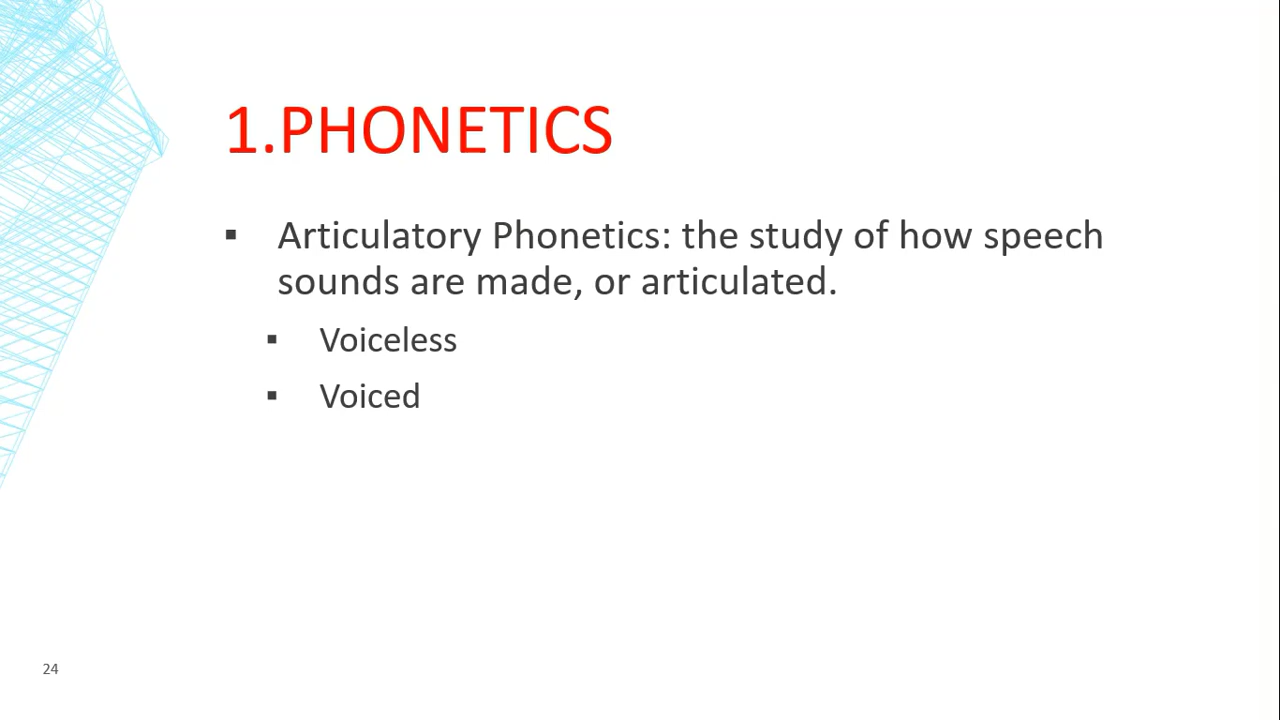 1.PHONETICS
▪ Articulatory Phonetics: the study of how speech
sounds are made, or articulated.
▪ Voiceless
▪ Voiced
24